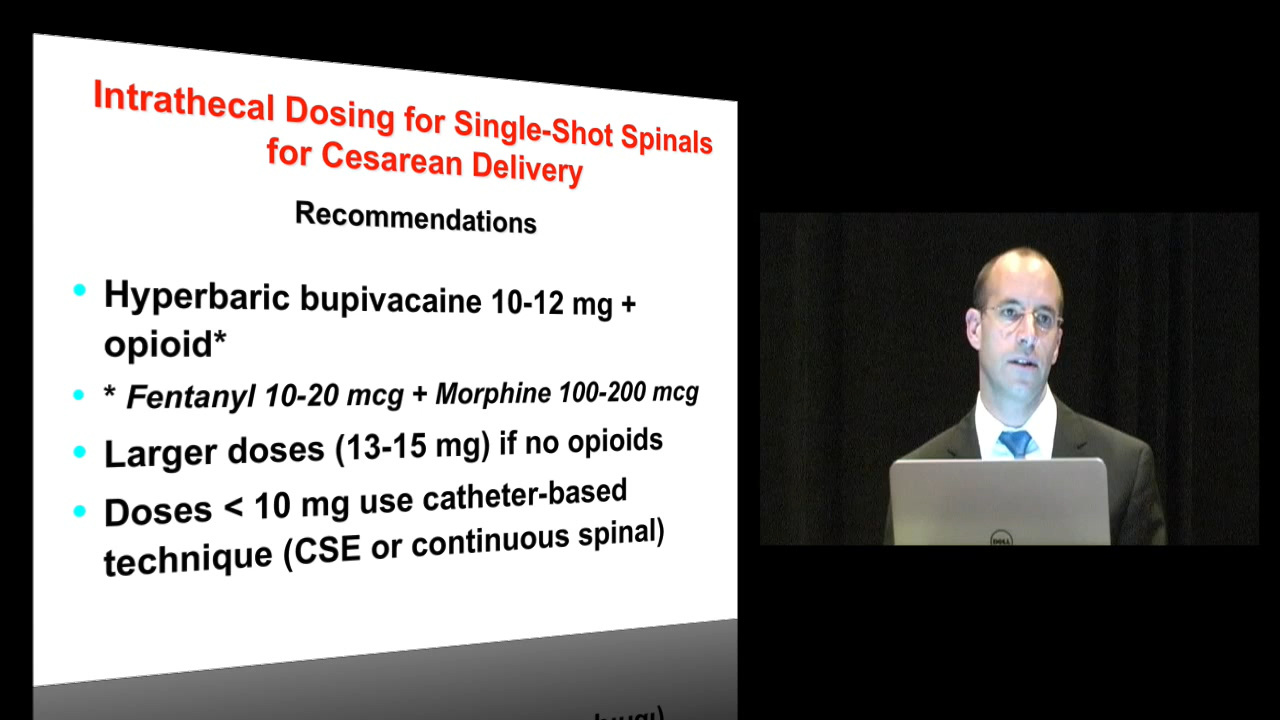 Intrathecal Dosing for Single-Shot Spinals
for Cesarean Delivery
Recommendations
• Hyperbaric bupivacaine 10-12 mg +
opioid*
• * Fentanyl 10-20 mcg + Morphine 100-200 mcg
• Larger doses (13-15 mg) if no opioids
• Doses < 10 mg use catheter-based
technique (CSE or continuous spinal)
DELL